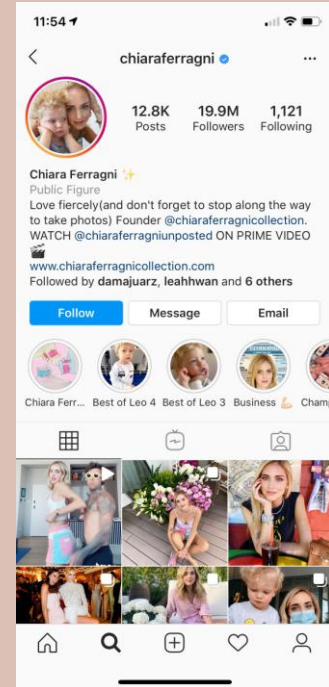 11:54
chiaraferragni
12.8K 19.9M 1,121
Posts Followers Following
Chiara Ferragni ✨
Public Figure
Love fiercely(and don't forget to stop along the way
to take photos) Founder @chiaraferragnicollection.
WATCH @chiaraferragniunposted ON PRIME VIDEO
🎬
www.chiaraferragnicollection.com
Followed by damajuarz, leahhwan and 6 others
Follow Message Email
Chiara Ferr... Best of Leo 4 Best of Leo 3 Business 💪 Champ